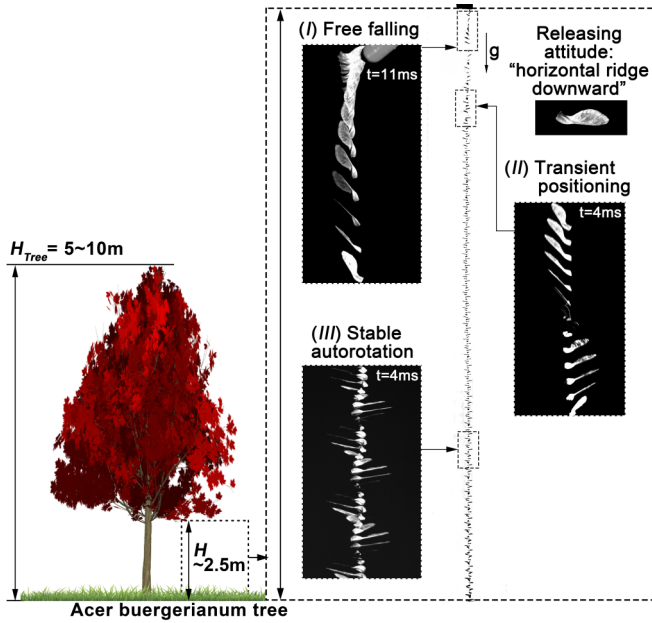 (I) Free falling
t=11ms
g
Releasing
attitude:
“horizontal ridge
downward”
(II) Transient
positioning
t=4ms
H_Tree= 5~10m
(III) Stable
autorotation
t=4ms
H
~2.5m
Acer buergerianum tree